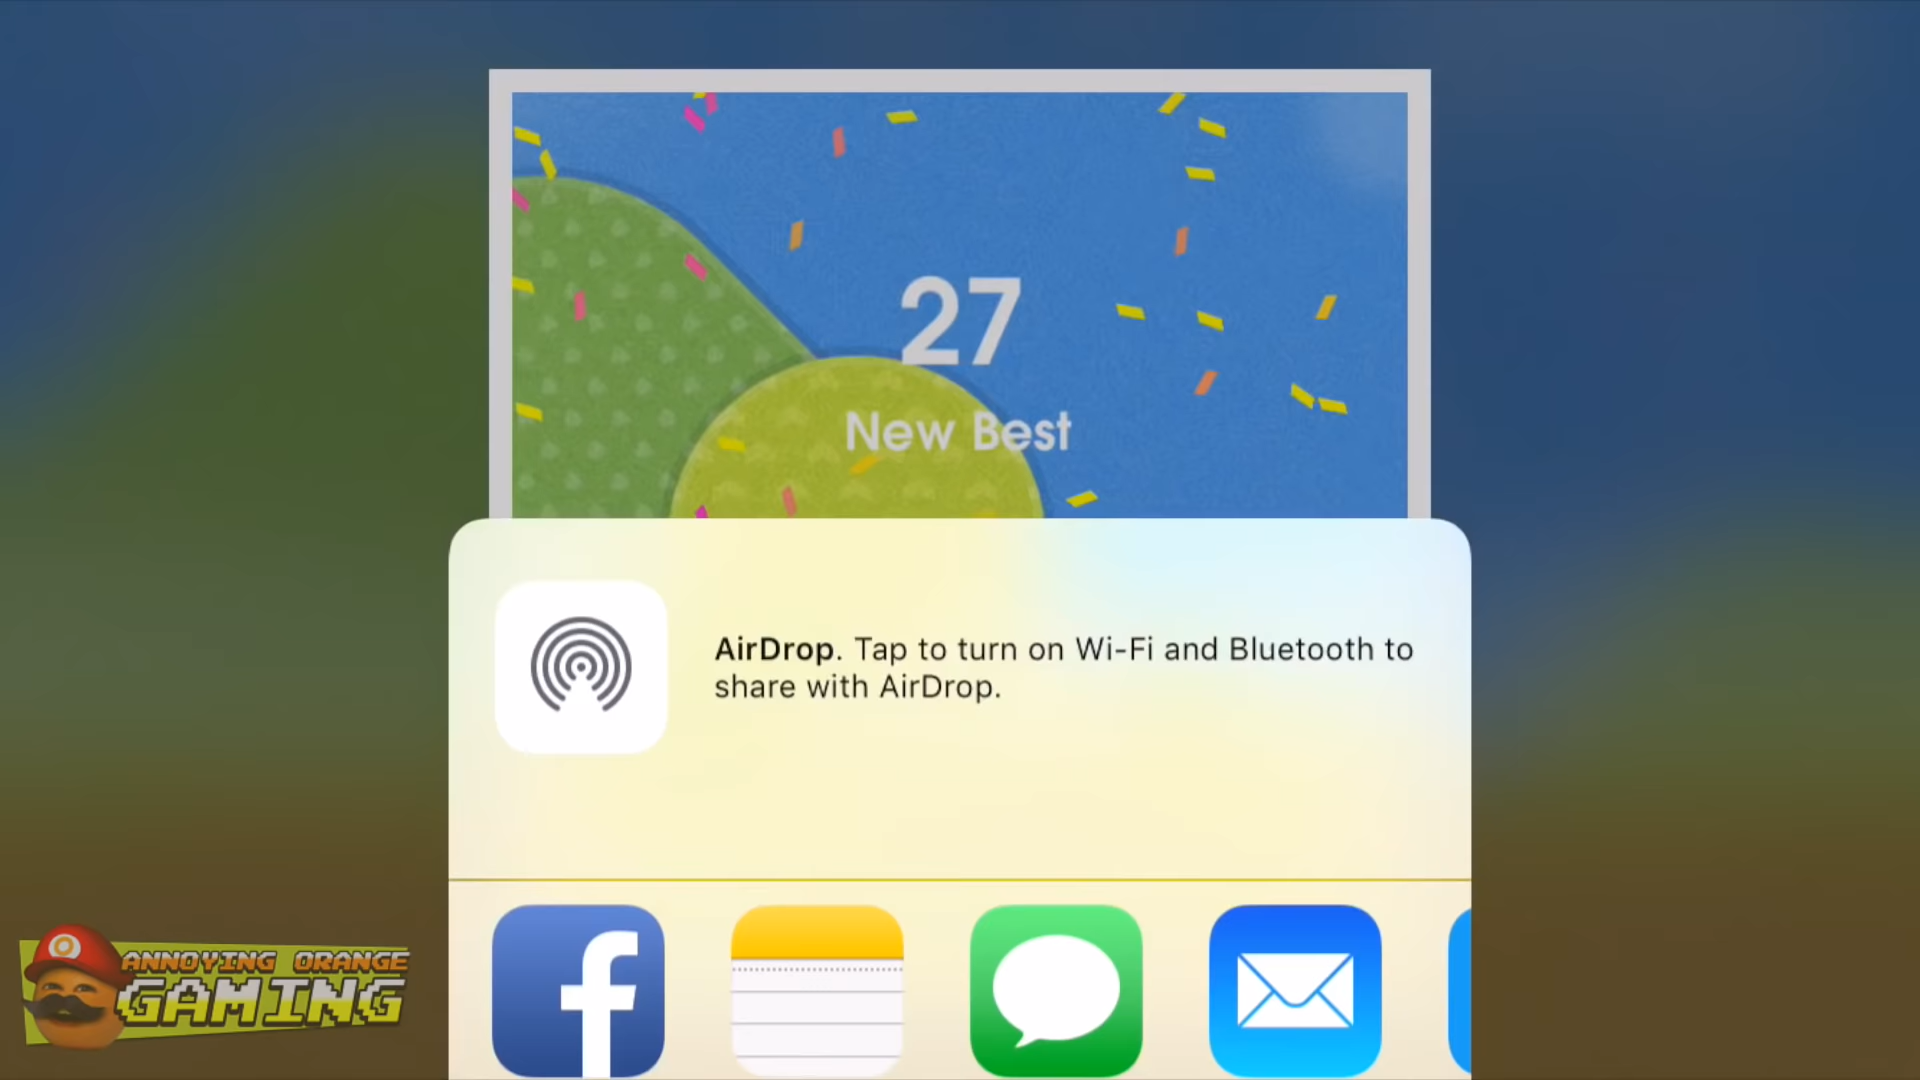 27
New Best
AirDrop. Tap to turn on Wi-Fi and Bluetooth to
share with AirDrop.
ANNOYING ORANGE
GAMING